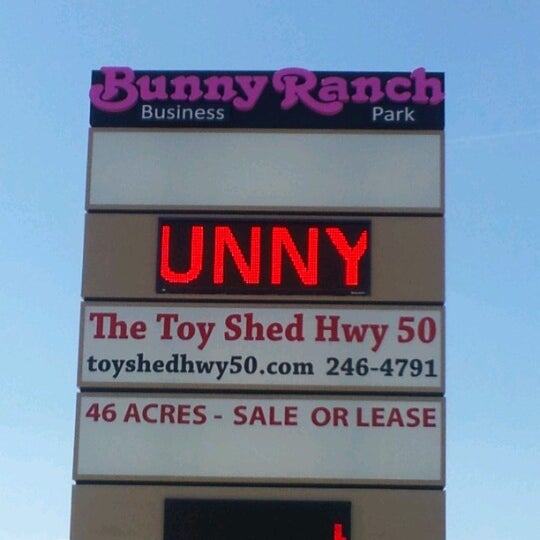 Bunny Ranch
Business Park
UNNY
The Toy Shed Hwy 50
toyshedhwy50.com 246-4791
46 ACRES - SALE OR LEASE